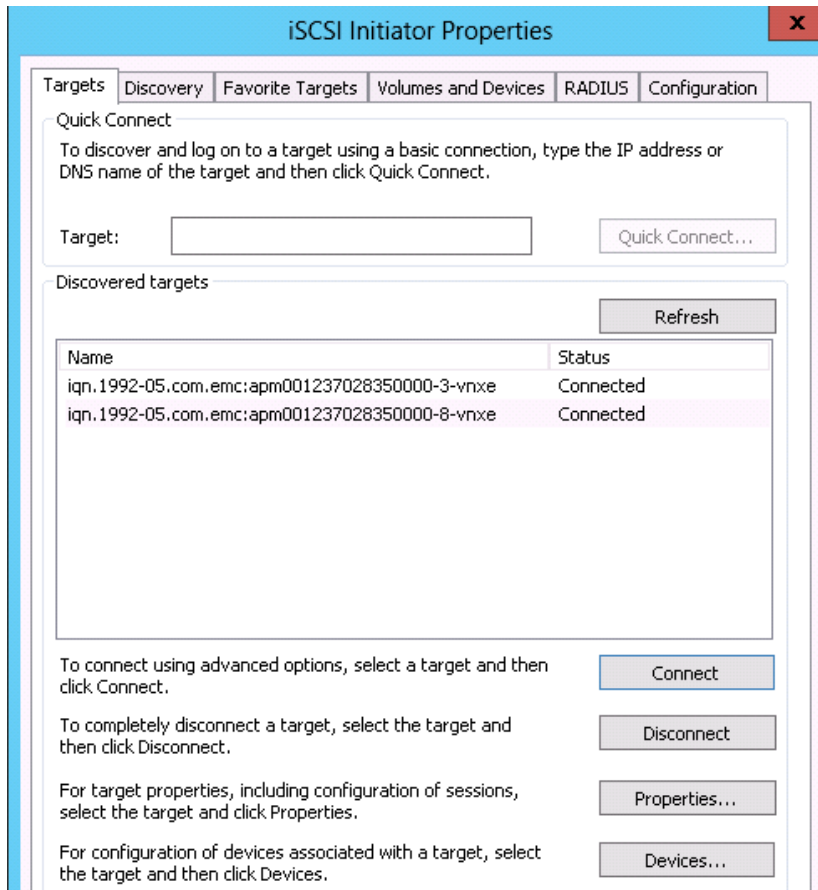 iSCSI Initiator Properties
x
Targets Discovery Favorite Targets Volumes and Devices RADIUS Configuration
Quick Connect
To discover and log on to a target using a basic connection, type the IP address or
DNS name of the target and then click Quick Connect.
Target:
Quick Connect...
Discovered targets
Refresh
Name Status
iqn.1992-05.com.emc:apm001237028350000-3-vnxe Connected
iqn.1992-05.com.emc:apm001237028350000-8-vnxe Connected
To connect using advanced options, select a target and then
click Connect.
Connect
To completely disconnect a target, select the target and
then click Disconnect.
Disconnect
For target properties, including configuration of sessions,
select the target and click Properties.
Properties...
For configuration of devices associated with a target, select
the target and then click Devices.
Devices...